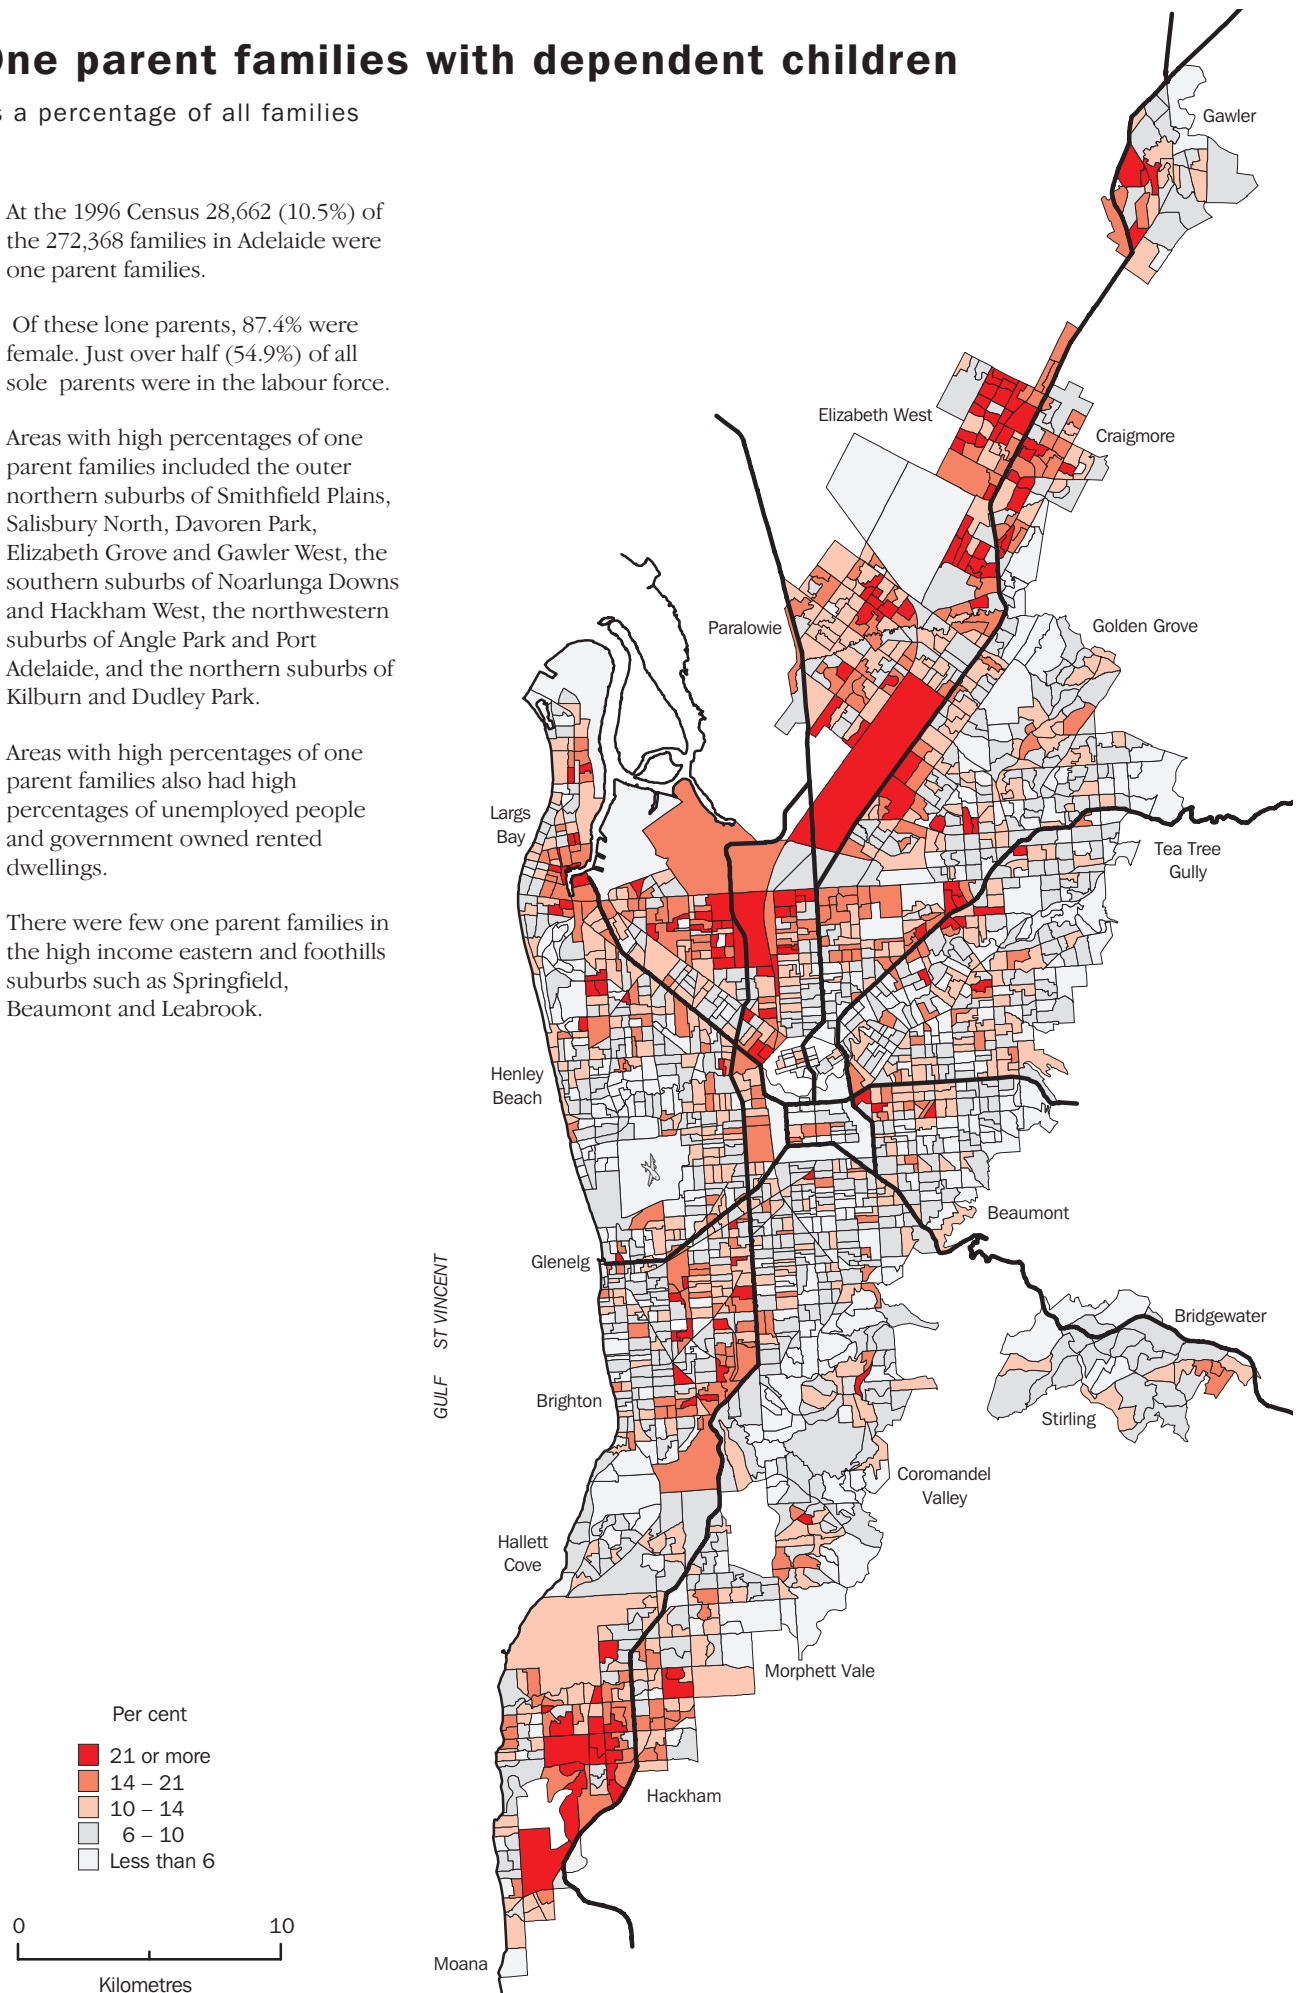 One parent families with dependent children
s a percentage of all families
At the 1996 Census 28,662 (10.5%) of
the 272,368 families in Adelaide were
one parent families.
Of these lone parents, 87.4% were
female. Just over half (54.9%) of all
sole parents were in the labour force.
Areas with high percentages of one
parent families included the outer
northern suburbs of Smithfield Plains,
Salisbury North, Davoren Park,
Elizabeth Grove and Gawler West, the
southern suburbs of Noarlunga Downs
and Hackham West, the northwestern
suburbs of Angle Park and Port
Adelaide, and the northern suburbs of
Kilburn and Dudley Park.
Areas with high percentages of one
parent families also had high
percentages of unemployed people
and government owned rented
dwellings.
There were few one parent families in
the high income eastern and foothills
suburbs such as Springfield,
Beaumont and Leabrook.
Gawler
Elizabeth West
Craigmore
Paralowie
Golden Grove
Largs
Bay
Tea Tree
Gully
Henley
Beach
Beaumont
Glenelg
GULF ST VINCENT
Bridgewater
Brighton
Stirling
Coromandel
Valley
Hallett
Cove
Morphett Vale
Hackham
Moana
Per cent
21 or more
14 – 21
10 – 14
6 – 10
Less than 6
0 10
Kilometres